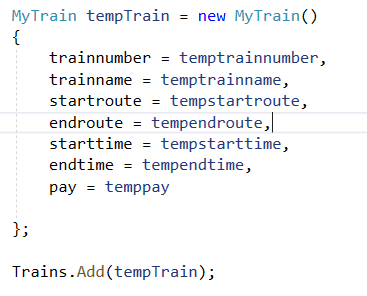 MyTrain tempTrain = new MyTrain()
{
trainnumber = temptrainnumber,
trainname = temptrainname,
startroute = tempstartroute,
endroute = tempendroute,
starttime = tempstarttime,
endtime = tempendtime,
pay = temppay
};
Trains.Add(tempTrain);